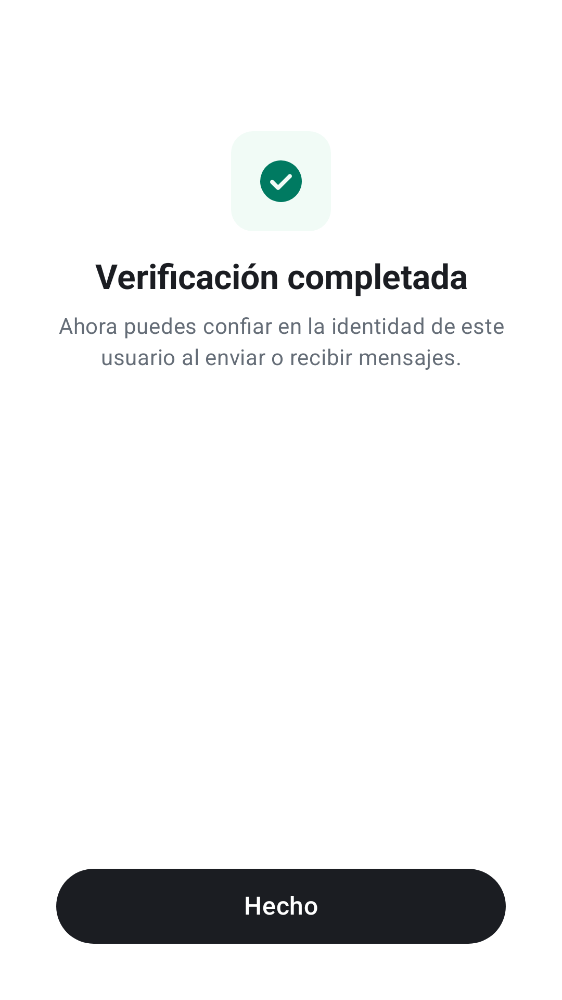 Verificación completada
Ahora puedes confiar en la identidad de este
usuario al enviar o recibir mensajes.
Hecho